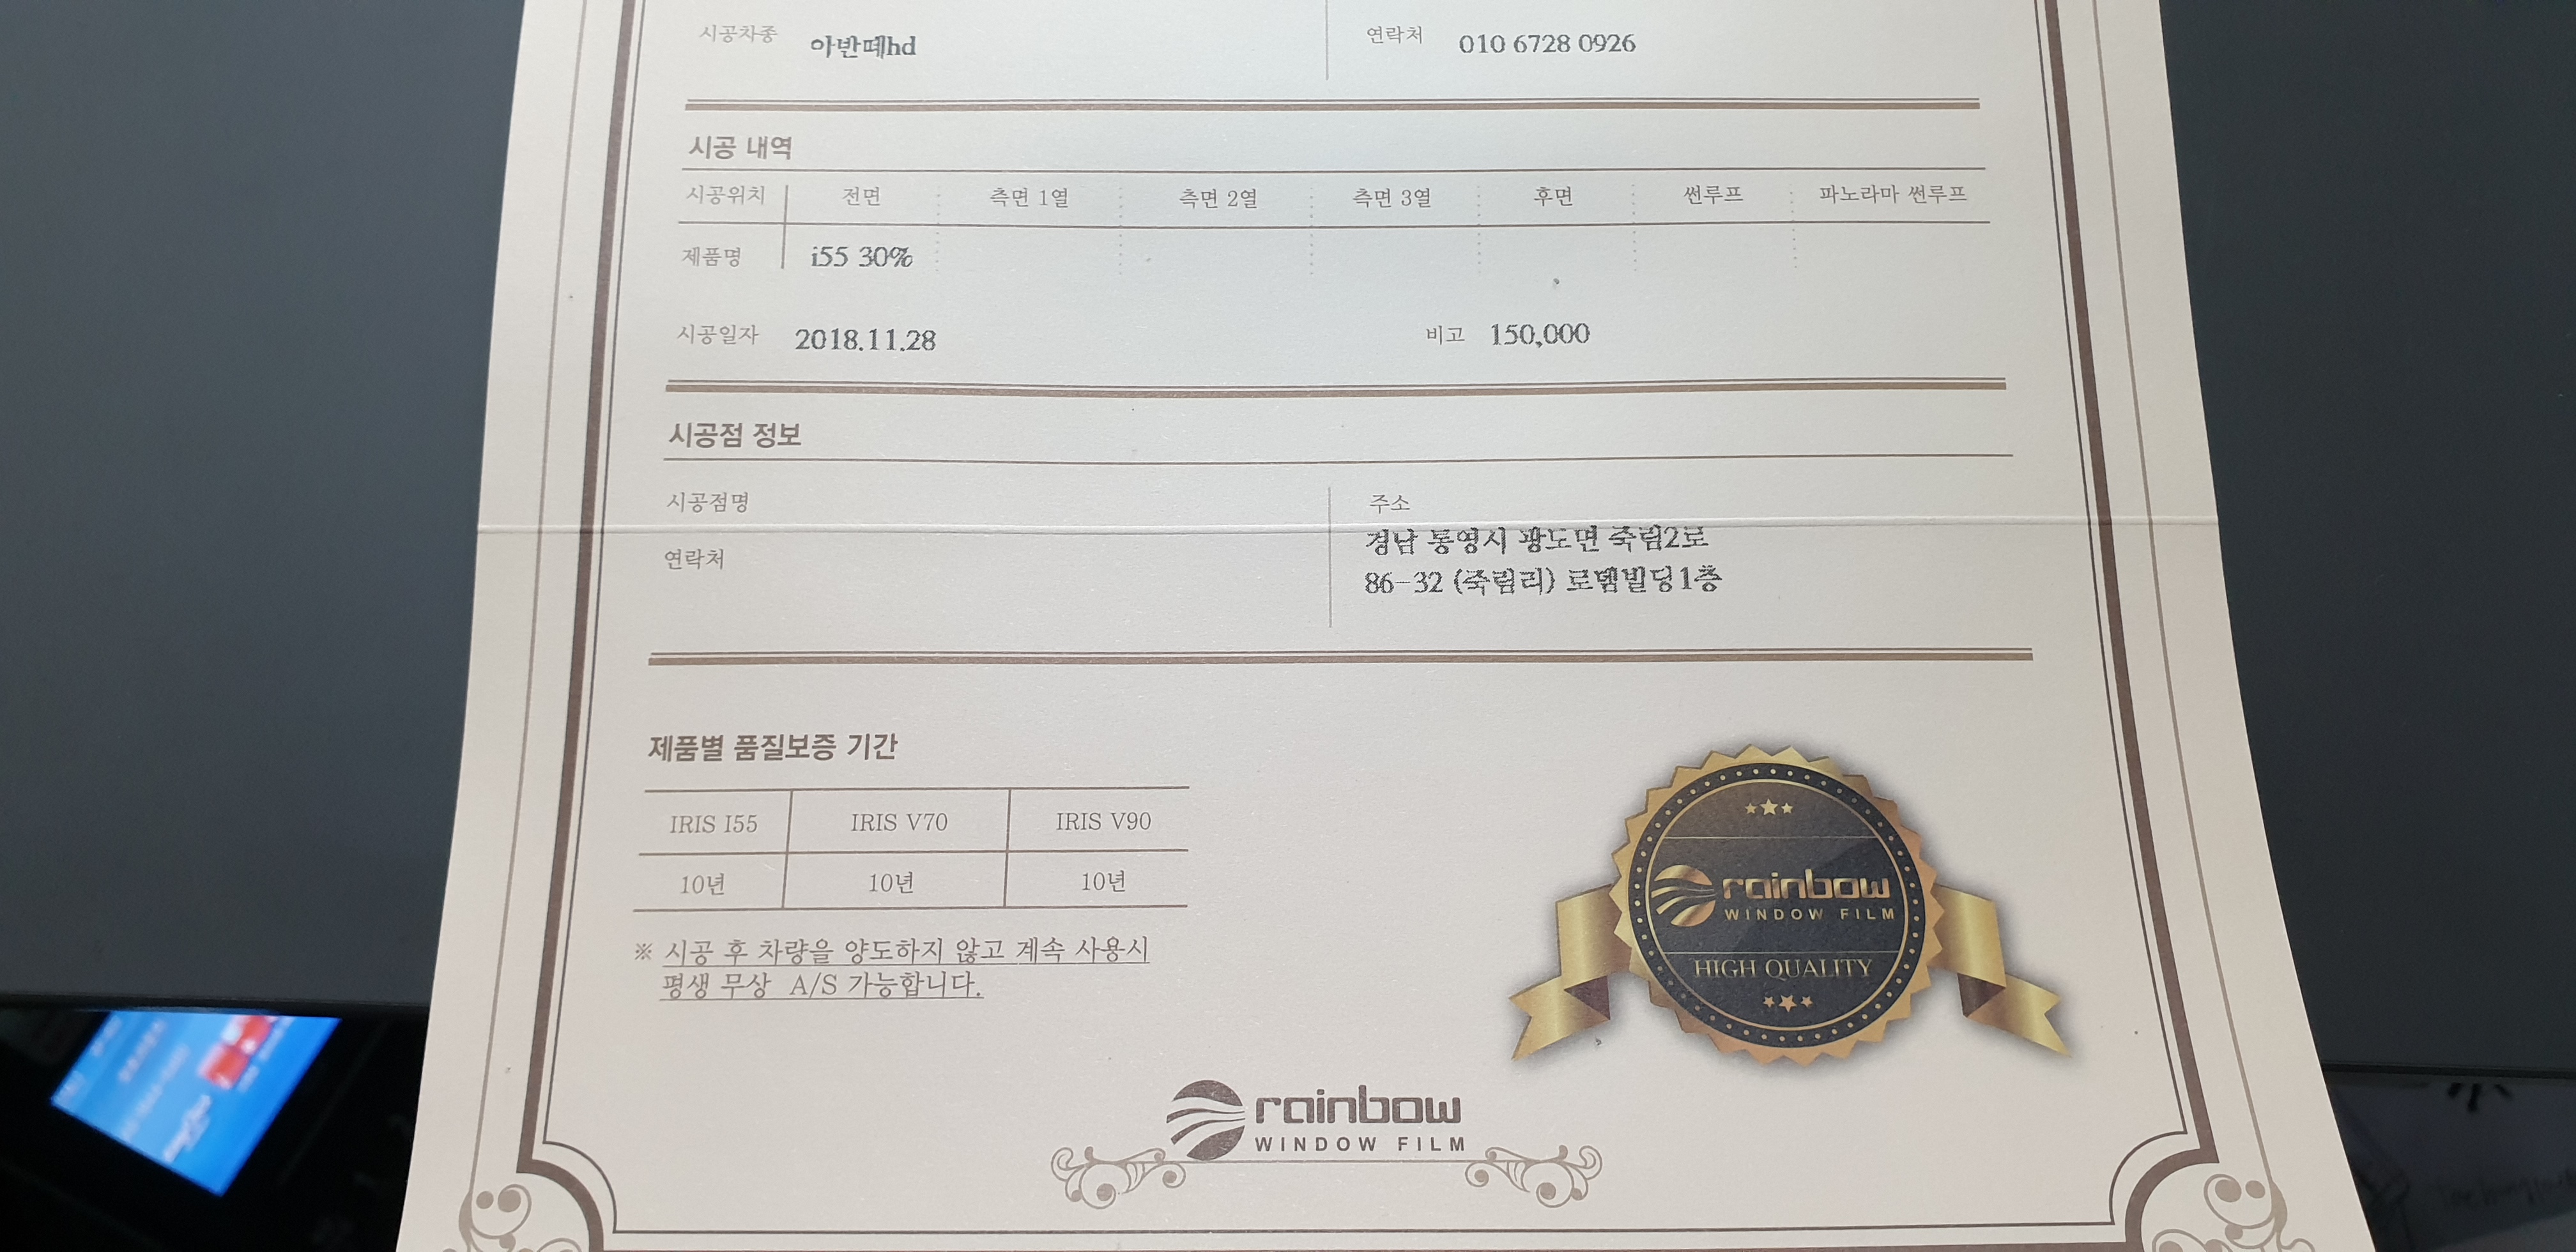 시공차종 아반떼hd 연락처 010 6728 0926
시공 내역
시공위치 전면 측면 1열 측면 2열 측면 3열 후면 썬루프 파노라마 썬루프
제품명 i55 30%
시공일자 2018.11.28 비고 150,000
시공점 정보
시공점명 주소
경남 통영시 광도면 죽림2로
연락처
86-32 (죽림리) 로뎀빌딩1층
제품별 품질보증 기간
IRIS I55 IRIS V70 IRIS V90
10년 10년 10년
※ 시공 후 차량을 양도하지 않고 계속 사용시
평생 무상 A/S 가능합니다.
rainbow
WINDOW FILM
HIGH QUALITY
rainbow
WINDOW FILM